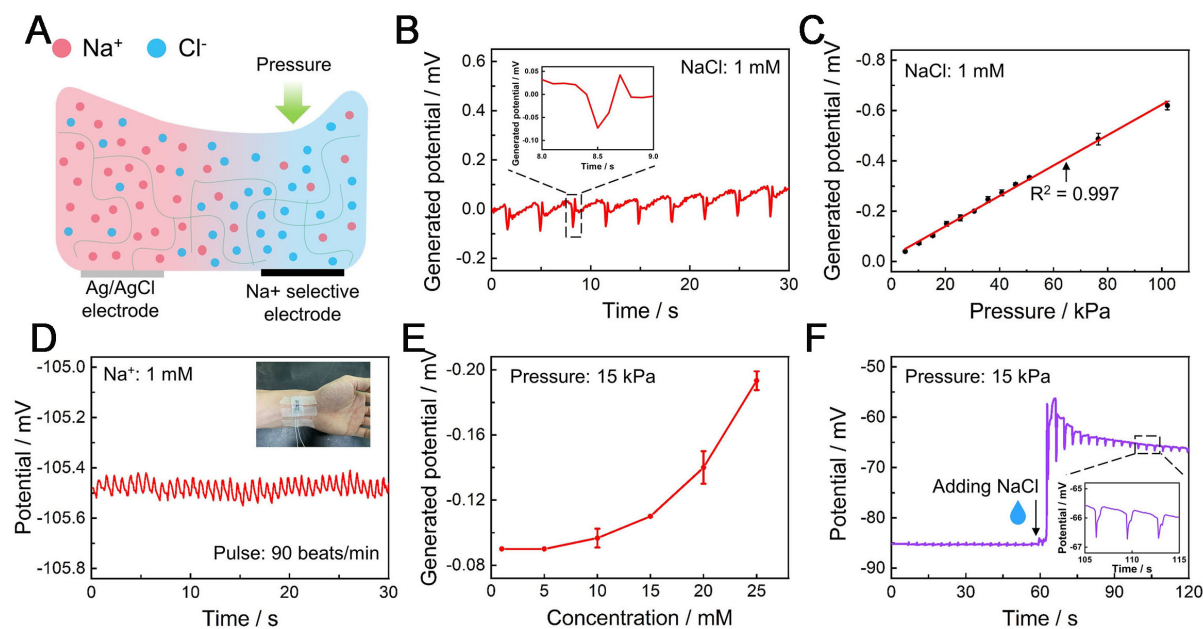 A
Na⁺
Cl⁻
Pressure
Ag/AgCl
electrode
Na+ selective
electrode
B
Generated potential / mV
0.6
0.4
0.2
0.0
-0.2
0
10
20
30
Time / s
NaCl: 1 mM
Generated potential / mV
0.05
0.00
-0.05
-0.10
8.0
8.5
9.0
Time / s
C
Generated potential / mV
-0.8
-0.6
-0.4
-0.2
0.0
0
20
40
60
80
100
120
Pressure / kPa
NaCl: 1 mM
R² = 0.997
D
Potential / mV
-105.0
-105.2
-105.4
-105.6
-105.8
0
10
20
30
Time / s
Na⁺: 1 mM
Pulse: 90 beats/min
E
Generated potential / mV
-0.20
-0.16
-0.12
-0.08
0
5
10
15
20
25
Concentration / mM
Pressure: 15 kPa
F
Potential / mV
-50
-60
-70
-80
-90
0
20
40
60
80
100
120
Time / s
Pressure: 15 kPa
Adding NaCl
Potential / mV
-65
-66
-67
105
110
115
Time / s